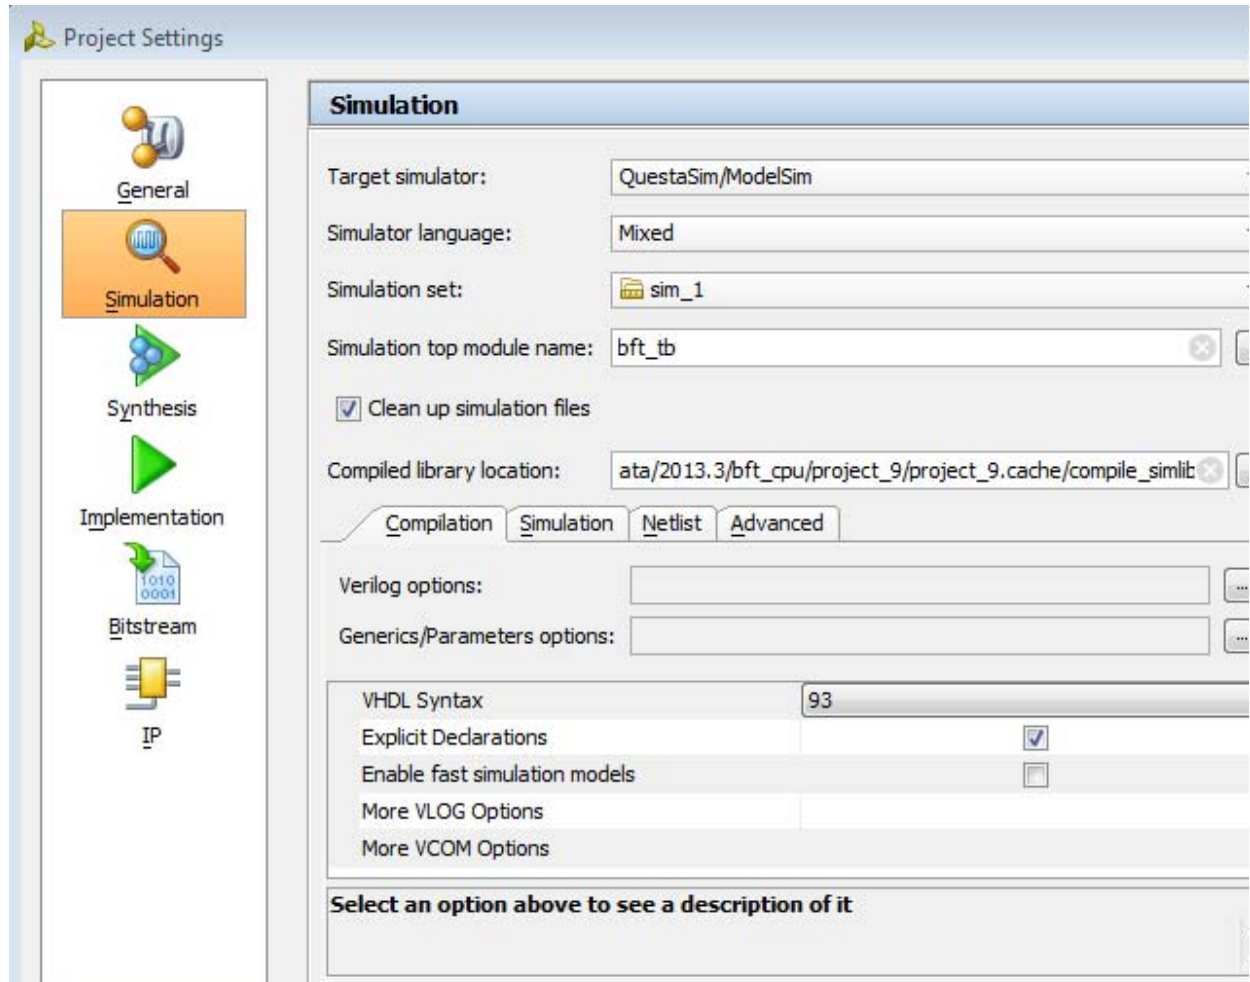 Project Settings
General
Simulation
Synthesis
Implementation
1010
0001
Bitstream
IP
Simulation
Target simulator: QuestaSim/ModelSim
Simulator language: Mixed
Simulation set: sim_1
Simulation top module name: bft_tb
Clean up simulation files
Compiled library location: ata/2013.3/bft_cpu/project_9/project_9.cache/compile_simlib
Compilation Simulation Netlist Advanced
Verilog options: ...
Generics/Parameters options: ...
VHDL Syntax 93
Explicit Declarations
Enable fast simulation models
More VLOG Options
More VCOM Options
Select an option above to see a description of it